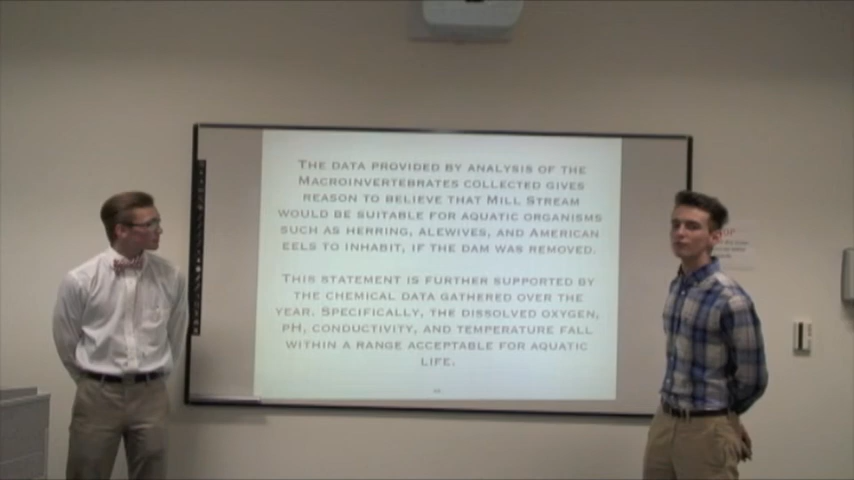 The data provided by analysis of the
Macroinvertebrates collected gives
reason to believe that Mill Stream
would be suitable for aquatic organisms
such as herring, alewives, and American
eels to inhabit, if the dam was removed.
This statement is further supported by
the chemical data gathered over the
year. Specifically, the dissolved oxygen,
pH, conductivity, and temperature fall
within a range acceptable for aquatic
life.